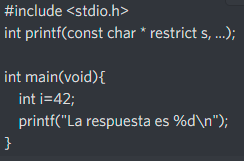 #include <stdio.h>
int printf(const char * restrict s, ...);
int main(void){
int i=42;
printf("La respuesta es %d\n");
}